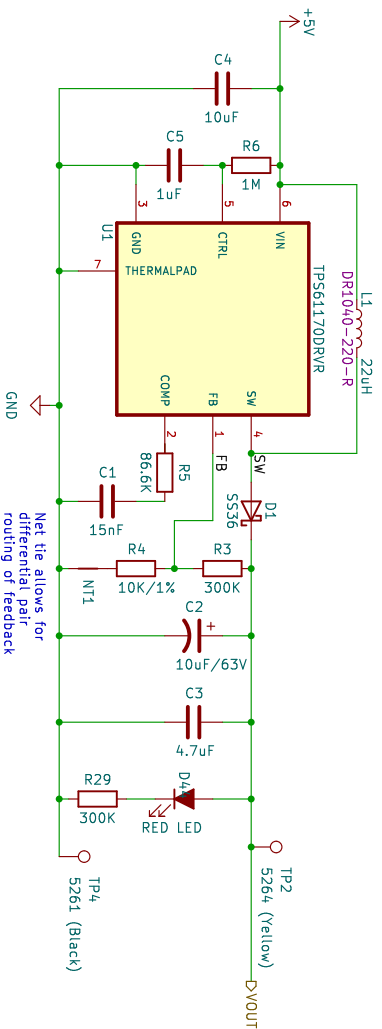 +5V
C4
10uF
C5
1uF
R6
1M
3
5
6
U1
GND
CTRL
VIN
7
THERMALPAD
TPS61170DRVR
L1
DR1040-220-R
22uH
COMP
FB
SW
2
1
4
GND
R5
86.6K
FB
SW
C1
15nF
D1
SS36
Net tie allows for
differential pair
routing of feedback
NT1
R4
10K/1%
R3
300K
C2
+
10uF/63V
C3
4.7uF
R29
300K
RED LED
TP4
5261 (Black)
TP2
5264 (Yellow)
VOUT